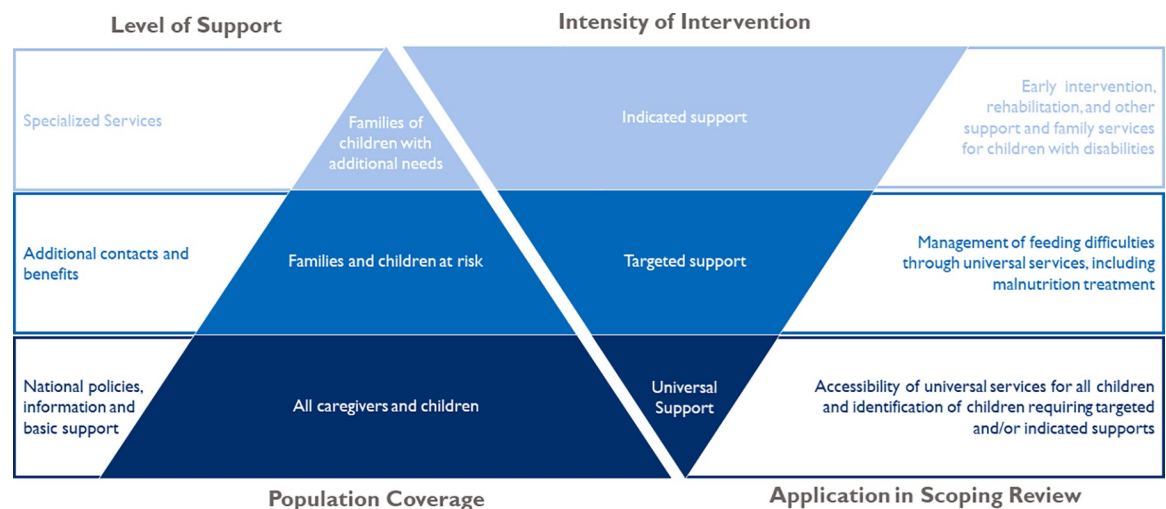 Level of Support
Intensity of Intervention
Specialized Services
Families of
children with
additional needs
Indicated support
Early intervention,
rehabilitation, and other
support and family services
for children with disabilities
Additional contacts and
benefits
Families and children at risk
Targeted support
Management of feeding difficulties
through universal services, including
malnutrition treatment
National policies,
information and
basic support
All caregivers and children
Universal
Support
Accessibility of universal services for all children
and identification of children requiring targeted
and/or indicated supports
Population Coverage
Application in Scoping Review